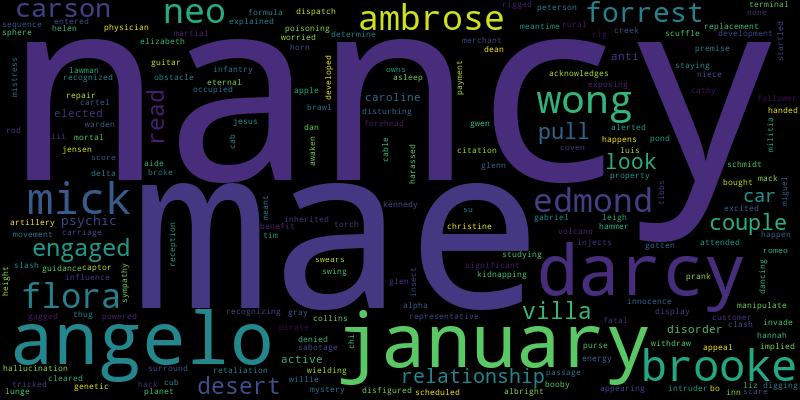 carson
neo
dispatch
ambrose
rigged
peterson
forrest
terminal
none
sequence
entered
physician
formula
explained
meantime
rural
replacement
development
sphere
helen
martial
poisoning
determine
rig
creek
scuffle
premise
elizabeth
worried
horn
merchant
dean
anti
startled
mistress
lawman
recognized
guitar
obstacle
infantry
eternal
developed
owns
asleep
payment
acknowledges
exposing
staying
niece
nancy
repair
cartel
read
occupied
apple
brawl
caroline
disturbing
wong
cathy
follower
elected
warden
jesus
dan
forehead
citation
gwen
pull
alerted
pond
handed
militia
rod
iii
mortal
jensen
score
cab
awaken
cable
harassed
coven
happens
luis
look
property
schmidt
delta
aide
broke
glenn
bought
mack
miguel
mick
mae
meant
inherited
kennedy
su
edmond
leigh
hammer
tibbs
car
excited
artillery
psychic
benefit
torch
christine
gabriel
couple
movement
carriage
reception
tim
volcano
gotten
attended
happen
engaged
swears
swing
studying
injects
romeo
height
slash
guidance
captor
sympathy
influence
glen
insect
significant
kidnapping
darcy
prank
dancing
flora
alpha
innocence
manipulate
gagged
thug
powered
recognizing
gray
collins
representative
villa
display
customer
angelo
pirate
january
fatal
disorder
clash
invade
hannah
denied
sabotage
chi
purse
energy
withdraw
appeal
implied
hallucination
cleared
surround
active
relationship
passage
brooke
tricked
genetic
hack
cub
retaliation
willie
wielding
booby
intruder
bo
liz
digging
lunge
planet
desert
mystery
disfigured
scheduled
albright
appearing
inn
scare